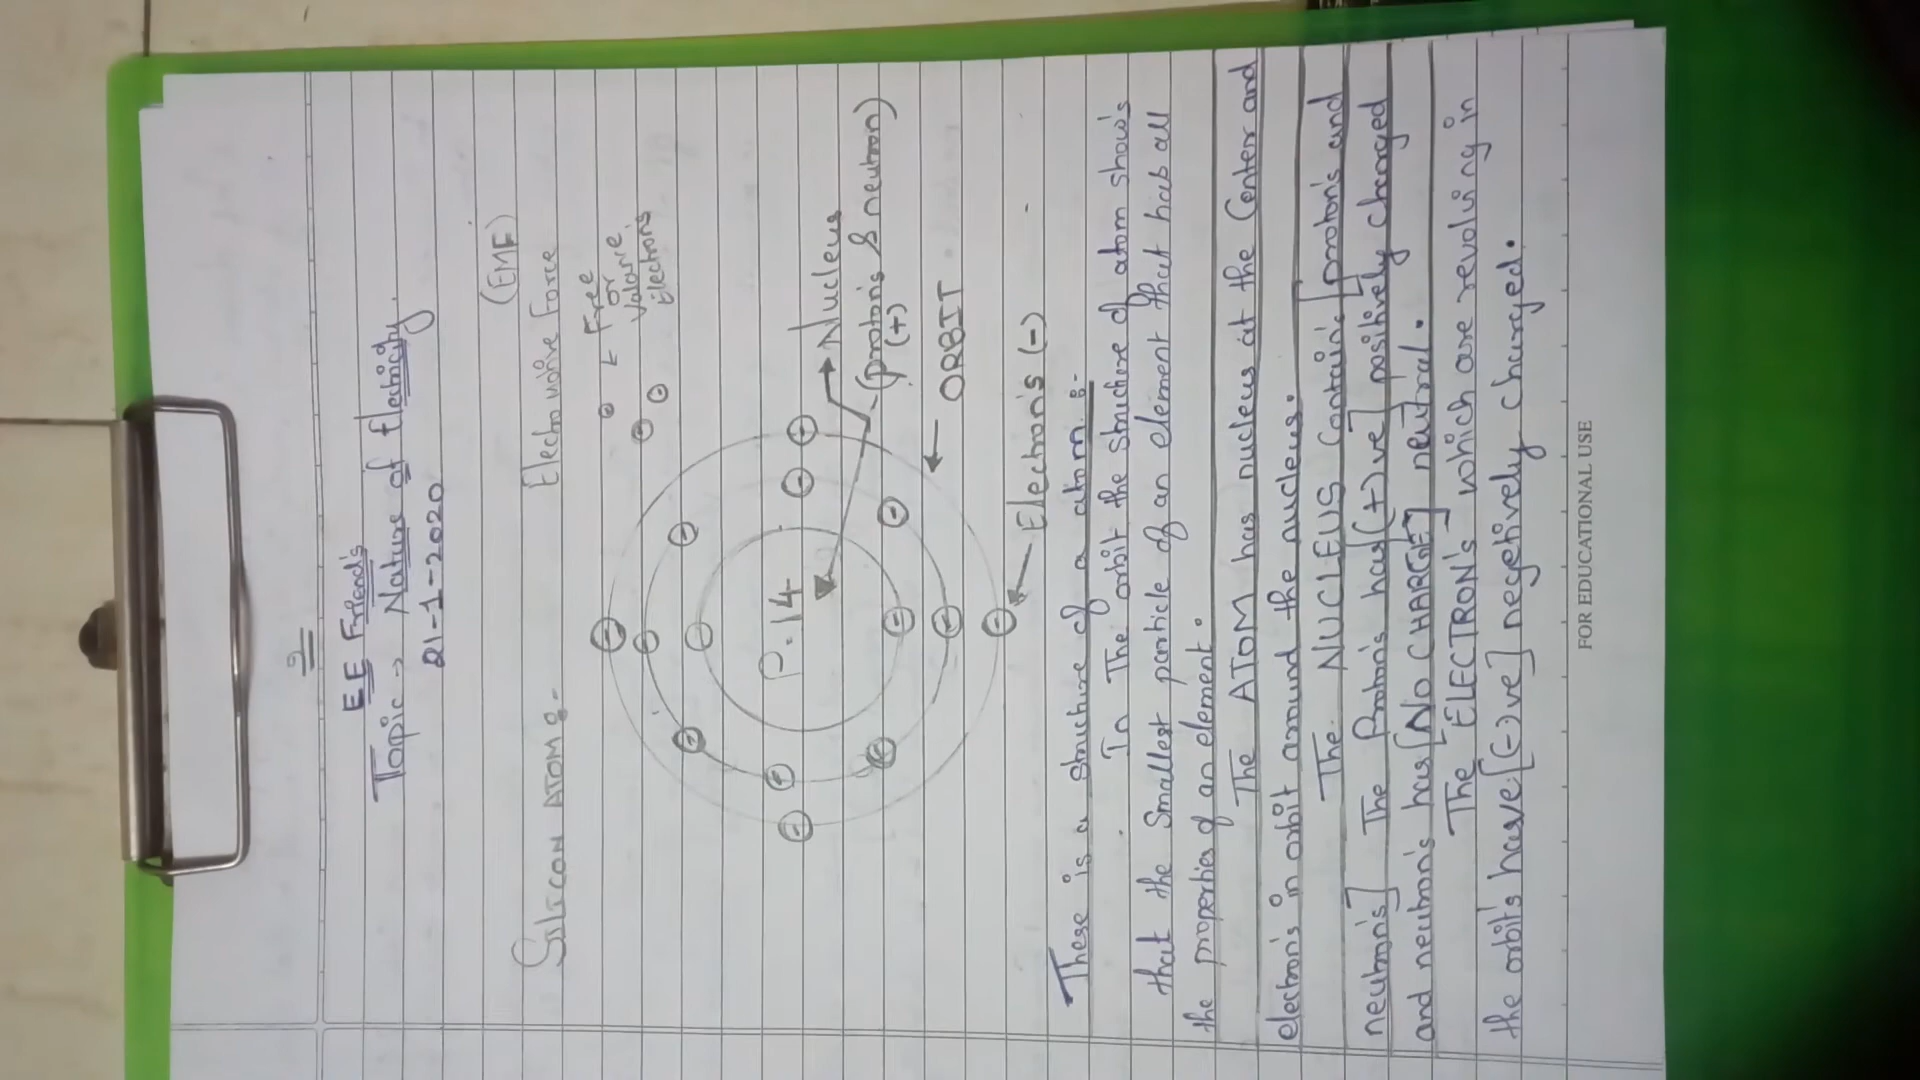 2
EE Friend's
Topic → Nature of Electricity.
21-1-2020
(EMF)
Silicon ATOM:-
Electromotive Force
Free
or
Valance
Electrons
P.14
Nucleus
(proton's & neutron)
(+)
ORBIT
Electron's (-)
These is a structure of a atom:-
In The orbit the structure of atom show's
that the Smallest particle of an element that has all
the properties of an element.
The ATOM has nucleus at the Center and
electron's in orbit around the nucleus.
The NUCLEUS Contain's [proton's and
neutron's] The Proton's has [(+)ve] positively charged
and neutron's has [NO CHARGE] neutral.
The ELECTRON's which are revolving in
the orbit's have [(-)ve] negetively charged.
FOR EDUCATIONAL USE